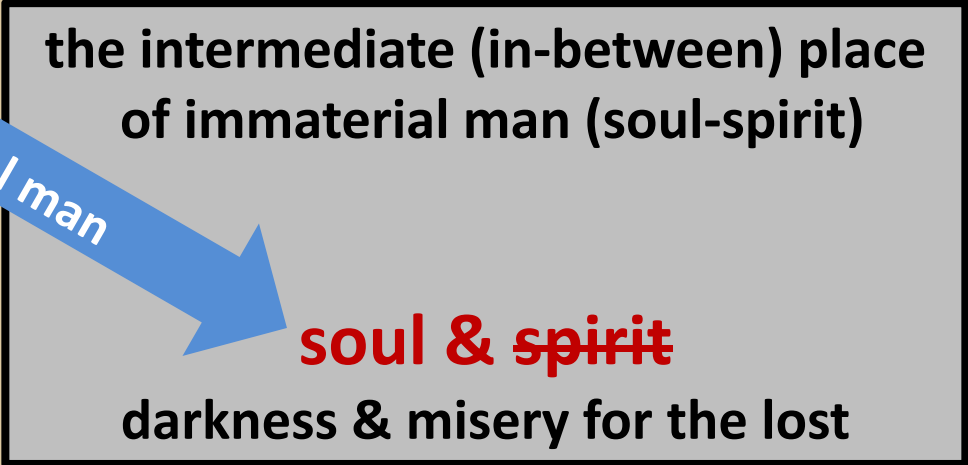 the intermediate (in-between) place
of immaterial man (soul-spirit)
man
soul & spirit
darkness & misery for the lost